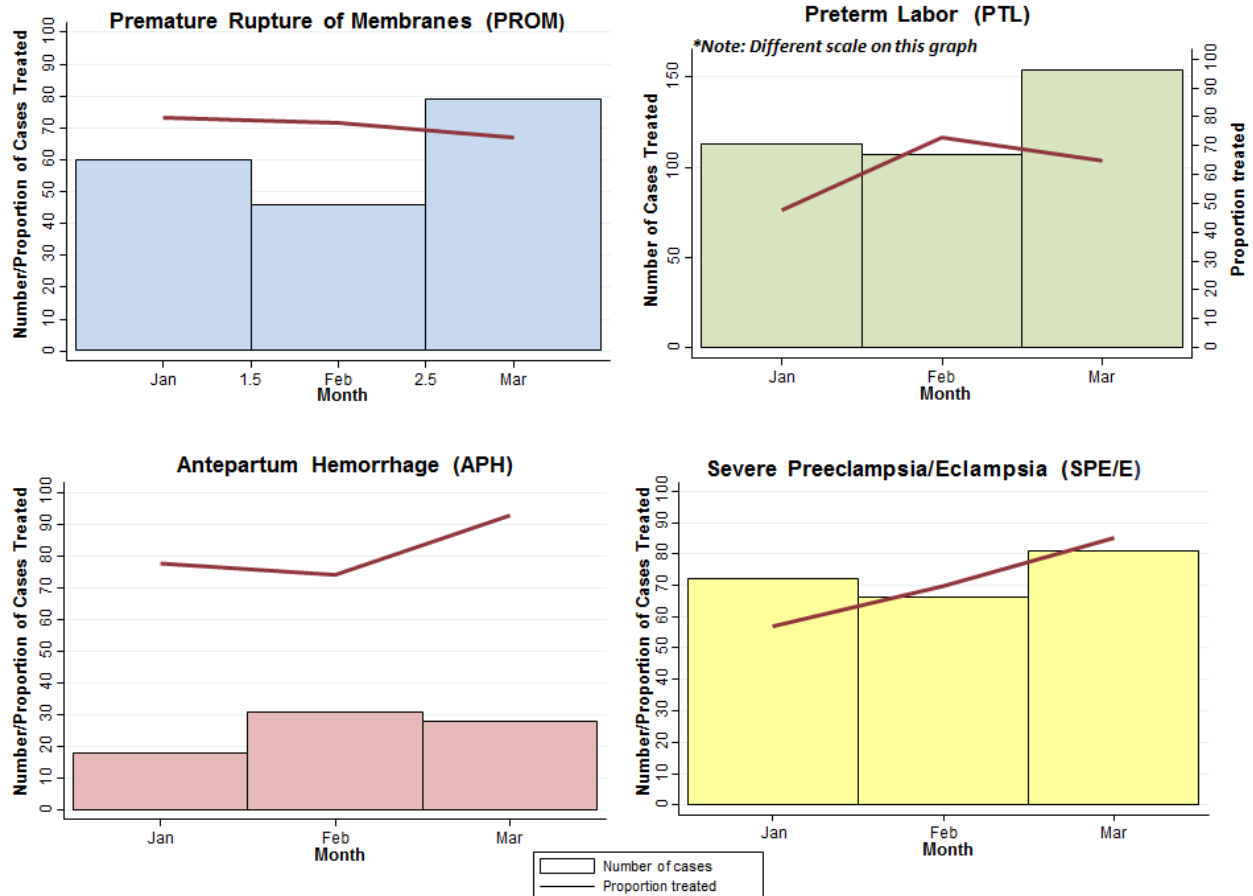 Premature Rupture of Membranes (PROM)
Number/Proportion of Cases Treated
0 10 20 30 40 50 60 70 80 90 100
Jan 1.5 Feb 2.5 Mar
Month
Preterm Labor (PTL)
*Note: Different scale on this graph
Number of Cases Treated
0 50 100 150
Proportion treated
0 10 20 30 40 50 60 70 80 90 100
Jan Feb Mar
Month
Antepartum Hemorrhage (APH)
Number/Proportion of Cases Treated
0 10 20 30 40 50 60 70 80 90 100
Jan Feb Mar
Month
Severe Preeclampsia/Eclampsia (SPE/E)
Number/Proportion of Cases Treated
0 10 20 30 40 50 60 70 80 90 100
Jan Feb Mar
Month
Number of cases
Proportion treated